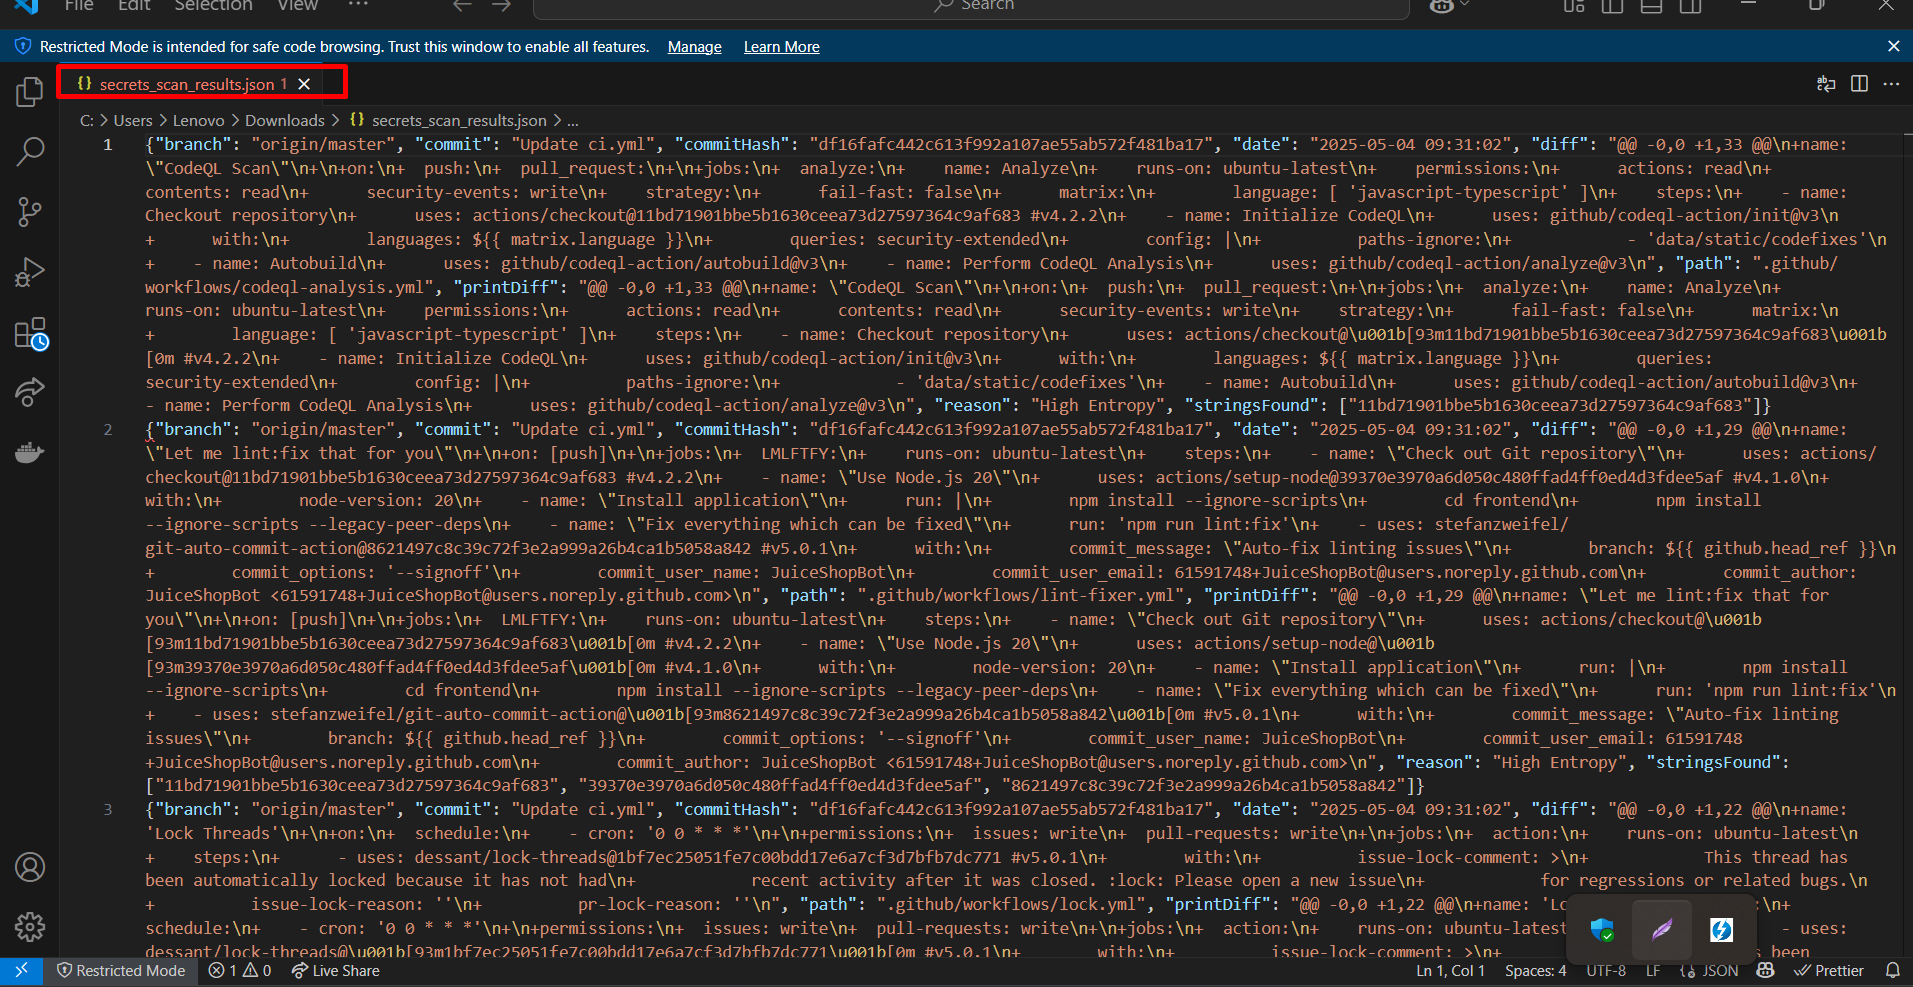 File Edit Selection View ··· Search
Restricted Mode is intended for safe code browsing. Trust this window to enable all features. Manage Learn More
{} secrets_scan_results.json 1
C: > Users > Lenovo > Downloads > {} secrets_scan_results.json > ...
1 {"branch": "origin/master", "commit": "Update ci.yml", "commitHash": "df16fafc442c613f992a107ae55ab572f481ba17", "date": "2025-05-04 09:31:02", "diff": "@@ -0,0 +1,33 @@\n+name:
\"CodeQL Scan\"\n+\n+on:\n+  push:\n+  pull_request:\n+\n+jobs:\n+  analyze:\n+    name: Analyze\n+    runs-on: ubuntu-latest\n+    permissions:\n+      actions: read\n+
contents: read\n+      security-events: write\n+    strategy:\n+      fail-fast: false\n+      matrix:\n+        language: [ 'javascript-typescript' ]\n+    steps:\n+    - name:
Checkout repository\n+      uses: actions/checkout@11bd71901bbe5b1630ceea73d27597364c9af683 #v4.2.2\n+    - name: Initialize CodeQL\n+      uses: github/codeql-action/init@v3\n
+      with:\n+        languages: ${{ matrix.language }}\n+        queries: security-extended\n+        config: |\n+          paths-ignore:\n+            - 'data/static/codefixes'\n
+    - name: Autobuild\n+      uses: github/codeql-action/autobuild@v3\n+    - name: Perform CodeQL Analysis\n+      uses: github/codeql-action/analyze@v3\n", "path": ".github/
workflows/codeql-analysis.yml", "printDiff": "@@ -0,0 +1,33 @@\n+name: \"CodeQL Scan\"\n+\n+on:\n+  push:\n+  pull_request:\n+\n+jobs:\n+  analyze:\n+    name: Analyze\n+
runs-on: ubuntu-latest\n+    permissions:\n+      actions: read\n+      contents: read\n+      security-events: write\n+    strategy:\n+      fail-fast: false\n+      matrix:\n
+        language: [ 'javascript-typescript' ]\n+    steps:\n+    - name: Checkout repository\n+      uses: actions/checkout@\u001b[93m11bd71901bbe5b1630ceea73d27597364c9af683\u001b
[0m #v4.2.2\n+    - name: Initialize CodeQL\n+      uses: github/codeql-action/init@v3\n+      with:\n+        languages: ${{ matrix.language }}\n+        queries:
security-extended\n+        config: |\n+          paths-ignore:\n+            - 'data/static/codefixes'\n+    - name: Autobuild\n+      uses: github/codeql-action/autobuild@v3\n+
- name: Perform CodeQL Analysis\n+      uses: github/codeql-action/analyze@v3\n", "reason": "High Entropy", "stringsFound": ["11bd71901bbe5b1630ceea73d27597364c9af683"]}
2 {"branch": "origin/master", "commit": "Update ci.yml", "commitHash": "df16fafc442c613f992a107ae55ab572f481ba17", "date": "2025-05-04 09:31:02", "diff": "@@ -0,0 +1,29 @@\n+name:
\"Let me lint:fix that for you\"\n+\n+on: [push]\n+\n+jobs:\n+  LMLFTFY:\n+    runs-on: ubuntu-latest\n+    steps:\n+    - name: \"Check out Git repository\"\n+      uses: actions/
checkout@11bd71901bbe5b1630ceea73d27597364c9af683 #v4.2.2\n+    - name: \"Use Node.js 20\"\n+      uses: actions/setup-node@39370e3970a6d050c480ffad4ff0ed4d3fdee5af #v4.1.0\n+
with:\n+        node-version: 20\n+    - name: \"Install application\"\n+      run: |\n+        npm install --ignore-scripts\n+        cd frontend\n+        npm install
--ignore-scripts --legacy-peer-deps\n+    - name: \"Fix everything which can be fixed\"\n+      run: 'npm run lint:fix'\n+    - uses: stefanzweifel/
git-auto-commit-action@8621497c8c39c72f3e2a999a26b4ca1b5058a842 #v5.0.1\n+      with:\n+        commit_message: \"Auto-fix linting issues\"\n+        branch: ${{ github.head_ref }}\n
+        commit_options: '--signoff'\n+        commit_user_name: JuiceShopBot\n+        commit_user_email: 61591748+JuiceShopBot@users.noreply.github.com\n+        commit_author:
JuiceShopBot <61591748+JuiceShopBot@users.noreply.github.com>\n", "path": ".github/workflows/lint-fixer.yml", "printDiff": "@@ -0,0 +1,29 @@\n+name: \"Let me lint:fix that for
you\"\n+\n+on: [push]\n+\n+jobs:\n+  LMLFTFY:\n+    runs-on: ubuntu-latest\n+    steps:\n+    - name: \"Check out Git repository\"\n+      uses: actions/checkout@\u001b
[93m11bd71901bbe5b1630ceea73d27597364c9af683\u001b[0m #v4.2.2\n+    - name: \"Use Node.js 20\"\n+      uses: actions/setup-node@\u001b
[93m39370e3970a6d050c480ffad4ff0ed4d3fdee5af\u001b[0m #v4.1.0\n+      with:\n+        node-version: 20\n+    - name: \"Install application\"\n+      run: |\n+        npm install
--ignore-scripts\n+        cd frontend\n+        npm install --ignore-scripts --legacy-peer-deps\n+    - name: \"Fix everything which can be fixed\"\n+      run: 'npm run lint:fix'\n
+    - uses: stefanzweifel/git-auto-commit-action@\u001b[93m8621497c8c39c72f3e2a999a26b4ca1b5058a842\u001b[0m #v5.0.1\n+      with:\n+        commit_message: \"Auto-fix linting
issues\"\n+        branch: ${{ github.head_ref }}\n+        commit_options: '--signoff'\n+        commit_user_name: JuiceShopBot\n+        commit_user_email: 61591748
+JuiceShopBot@users.noreply.github.com\n+        commit_author: JuiceShopBot <61591748+JuiceShopBot@users.noreply.github.com>\n", "reason": "High Entropy", "stringsFound":
["11bd71901bbe5b1630ceea73d27597364c9af683", "39370e3970a6d050c480ffad4ff0ed4d3fdee5af", "8621497c8c39c72f3e2a999a26b4ca1b5058a842"]}
3 {"branch": "origin/master", "commit": "Update ci.yml", "commitHash": "df16fafc442c613f992a107ae55ab572f481ba17", "date": "2025-05-04 09:31:02", "diff": "@@ -0,0 +1,22 @@\n+name:
'Lock Threads'\n+\n+on:\n+  schedule:\n+    - cron: '0 0 * * *'\n+\n+permissions:\n+  issues: write\n+  pull-requests: write\n+\n+jobs:\n+  action:\n+    runs-on: ubuntu-latest\n
+    steps:\n+      - uses: dessant/lock-threads@1bf7ec25051fe7c00bdd17e6a7cf3d7bfb7dc771 #v5.0.1\n+        with:\n+          issue-lock-comment: >\n+            This thread has
been automatically locked because it has not had\n+            recent activity after it was closed. :lock: Please open a new issue\n+            for regressions or related bugs.\n
+          issue-lock-reason: ''\n+          pr-lock-reason: ''\n", "path": ".github/workflows/lock.yml", "printDiff": "@@ -0,0 +1,22 @@\n+name: 'Lo :\n+
schedule:\n+    - cron: '0 0 * * *'\n+\n+permissions:\n+  issues: write\n+  pull-requests: write\n+\n+jobs:\n+  action:\n+    runs-on: ubuntu-latest - uses:
dessant/lock-threads@\u001b[93m1bf7ec25051fe7c00bdd17e6a7cf3d7bfb7dc771\u001b[0m #v5.0.1\n+        with:\n+          issue-lock-comment: >\n+ been
Restricted Mode 1 0 Live Share Ln 1, Col 1 Spaces: 4 UTF-8 LF {} JSON Prettier